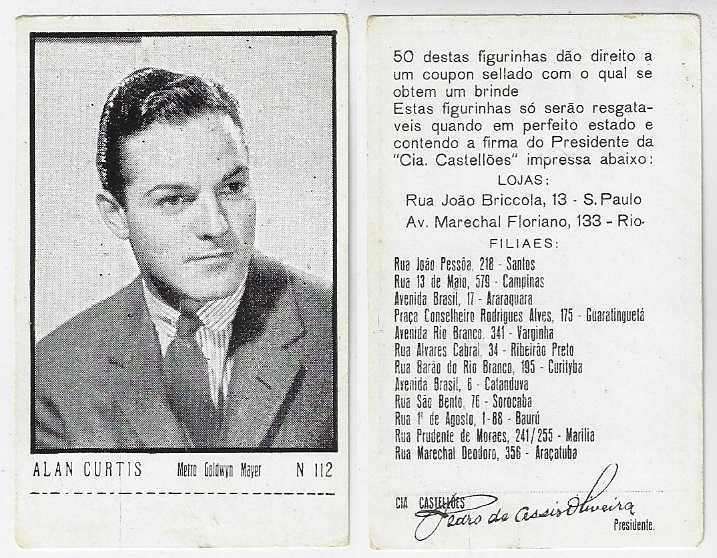 ALAN CURTIS Metro Goldwyn Mayer N 112
50 destas figurinhas dão direito a
um coupon sellado com o qual se
obtem um brinde
Estas figurinhas só serão resgata-
veis quando em perfeito estado e
contendo a firma do Presidente da
"Cia. Castellões" impressa abaixo:
LOJAS:
Rua João Briccola, 13 - S. Paulo
Av. Marechal Floriano, 133 - Rio-
FILIAES:
Rua João Pessôa, 218 - Santos
Rua 13 de Maio, 579 - Campinas
Avenida Brasil, 17 - Araraquara
Praça Conselheiro Rodrigues Alves, 175 - Guaratinguetá
Avenida Rio Branco, 341 - Varginha
Rua Alvares Cabral, 34 - Ribeirão Preto
Rua Barão do Rio Branco, 195 - Curityba
Avenida Brasil, 6 - Catanduva
Rua São Bento, 76 - Sorocaba
Rua 1º de Agosto, 1-88 - Baurú
Rua Prudente de Moraes, 241/255 - Marilia
Rua Marechal Deodoro, 356 - Araçatuba
CIA CASTELLÕES
Pedro de Assis Oliveira
Presidente.